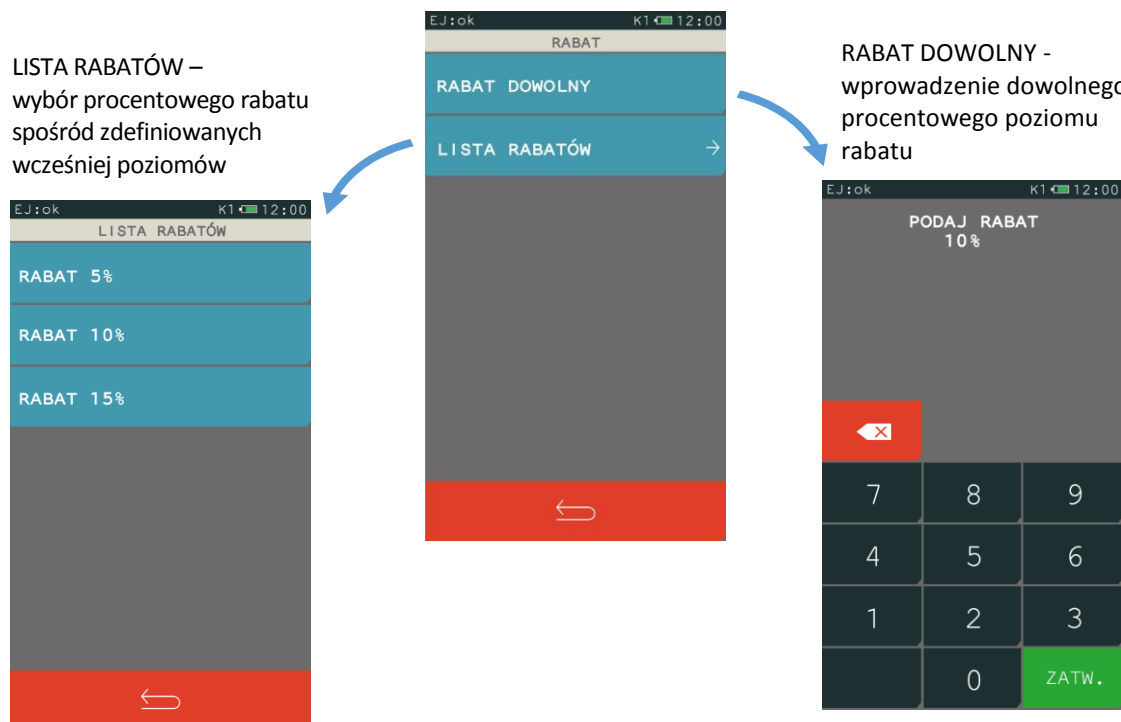 LISTA RABATÓW –
wybór procentowego rabatu
spośród zdefiniowanych
wcześniej poziomów
EJ:ok K1 12:00
LISTA RABATÓW
RABAT 5%
RABAT 10%
RABAT 15%
EJ:ok K1 12:00
RABAT
RABAT DOWOLNY
LISTA RABATÓW →
RABAT DOWOLNY -
wprowadzenie dowolnego
procentowego poziomu
rabatu
EJ:ok K1 12:00
PODAJ RABAT
10%
7 8 9
4 5 6
1 2 3
0 ZATW.